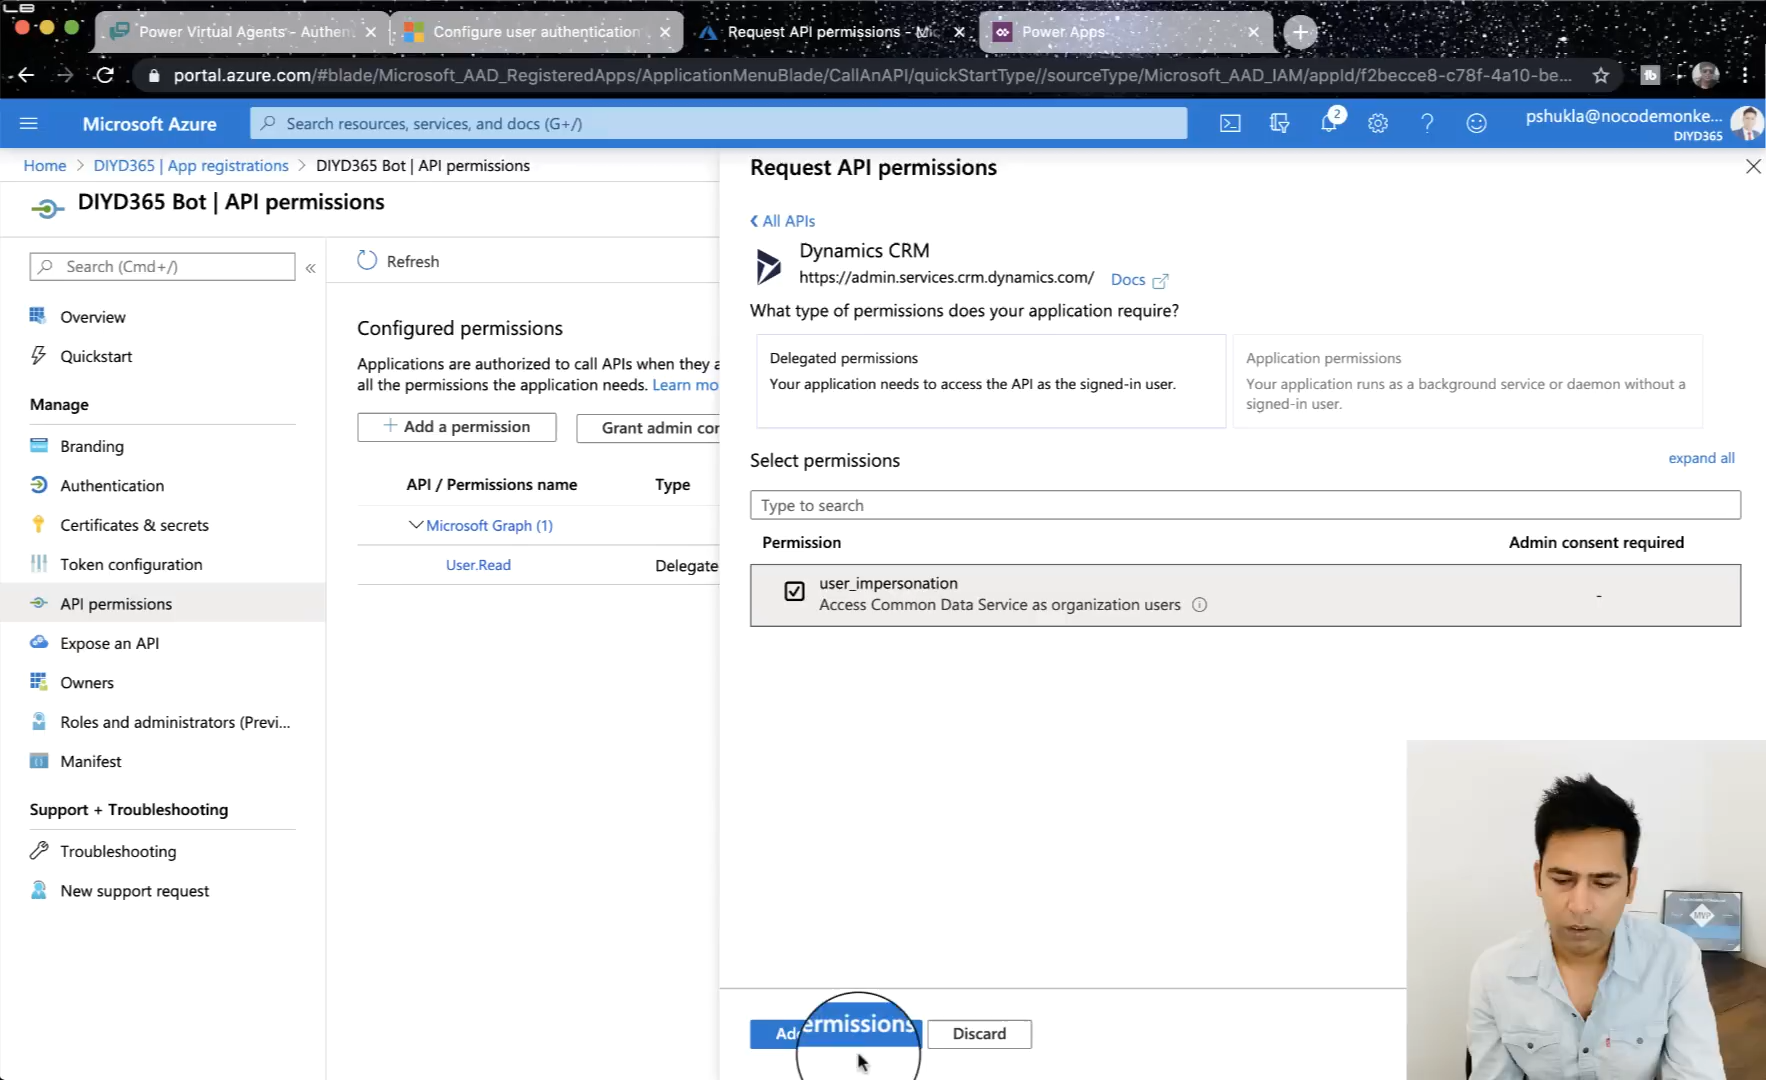 Power Virtual Agents - Authen
Configure user authentication
Request API permissions - Mic
Power Apps
portal.azure.com/#blade/Microsoft_AAD_RegisteredApps/ApplicationMenuBlade/CallAnAPI/quickStartType//sourceType/Microsoft_AAD_IAM/appId/f2becce8-c78f-4a10-be...
Microsoft Azure
Search resources, services, and docs (G+/)
2
pshukla@nocodemonke...
DIYD365
Home > DIYD365 | App registrations > DIYD365 Bot | API permissions
DIYD365 Bot | API permissions
Search (Cmd+/)
«
Overview
Quickstart
Manage
Branding
Authentication
Certificates & secrets
Token configuration
API permissions
Expose an API
Owners
Roles and administrators (Previ...
Manifest
Support + Troubleshooting
Troubleshooting
New support request
Refresh
Configured permissions
Applications are authorized to call APIs when they a
all the permissions the application needs. Learn mo
+ Add a permission
Grant admin con
API / Permissions name
Type
Microsoft Graph (1)
User.Read
Delegate
Request API permissions
All APIs
Dynamics CRM
https://admin.services.crm.dynamics.com/ Docs
What type of permissions does your application require?
Delegated permissions
Your application needs to access the API as the signed-in user.
Application permissions
Your application runs as a background service or daemon without a
signed-in user.
Select permissions
expand all
Type to search
Permission
Admin consent required
user_impersonation
Access Common Data Service as organization users
-
Ad ermissions
Discard
MVP